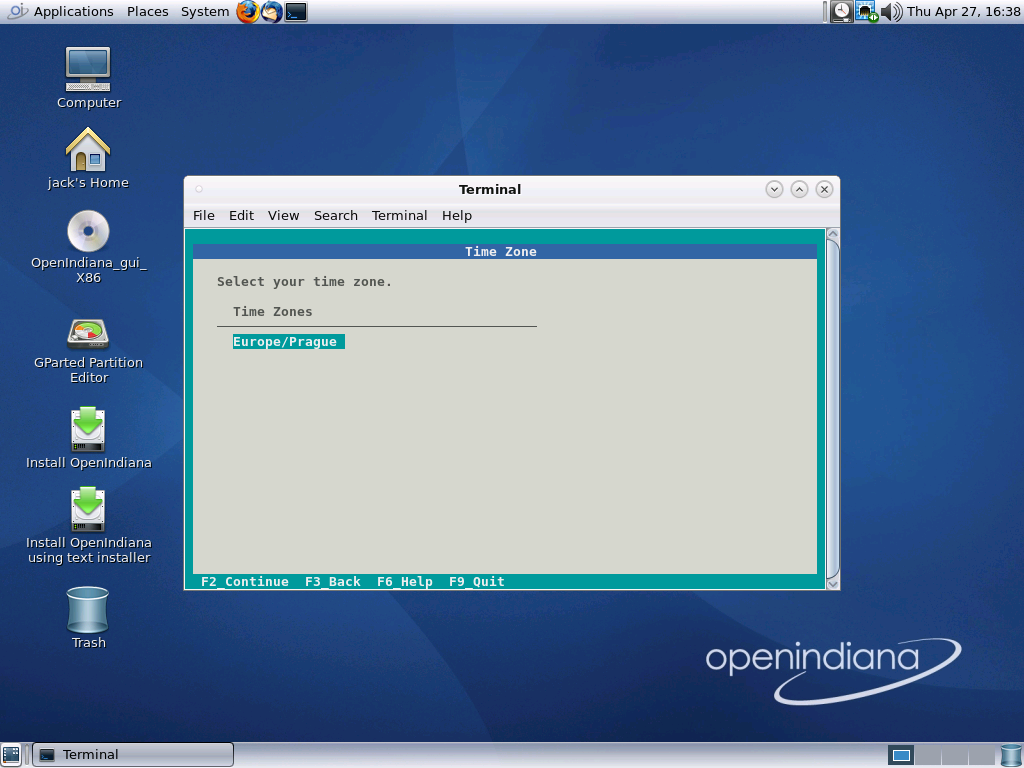 Applications Places System
Thu Apr 27, 16:38
Computer
jack's Home
OpenIndiana_gui_
X86
GParted Partition
Editor
Install OpenIndiana
Install OpenIndiana
using text installer
Trash
Terminal
File Edit View Search Terminal Help
Time Zone
Select your time zone.
Time Zones
Europe/Prague
F2_Continue F3_Back F6_Help F9_Quit
openindiana
Terminal